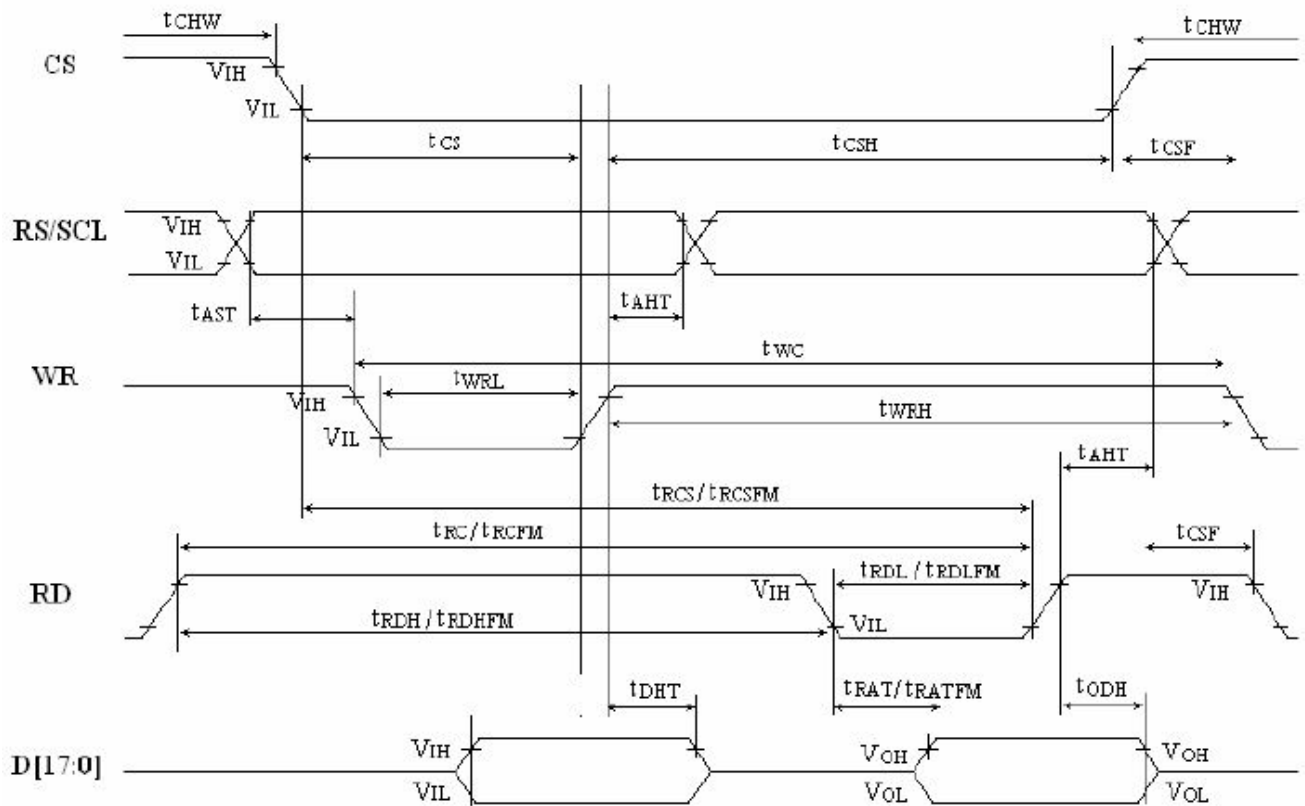 tCHW tCHW
CS VIH
VIL
tCS tCSH tCSF
RS/SCL VIH
VIL
tAST tAHT
tWC
WR VIH tWRL
tWRH
VIL
tAHT
tRCS/tRCSFM
tRC/tRCFM tCSF
RD VIH tRDL/tRDLFM VIH
tRDH/tRDHFM VIL
tDHT tRAT/tRATFM tODH
D[17:0] VIH VOH VOH
VIL VOL VOL